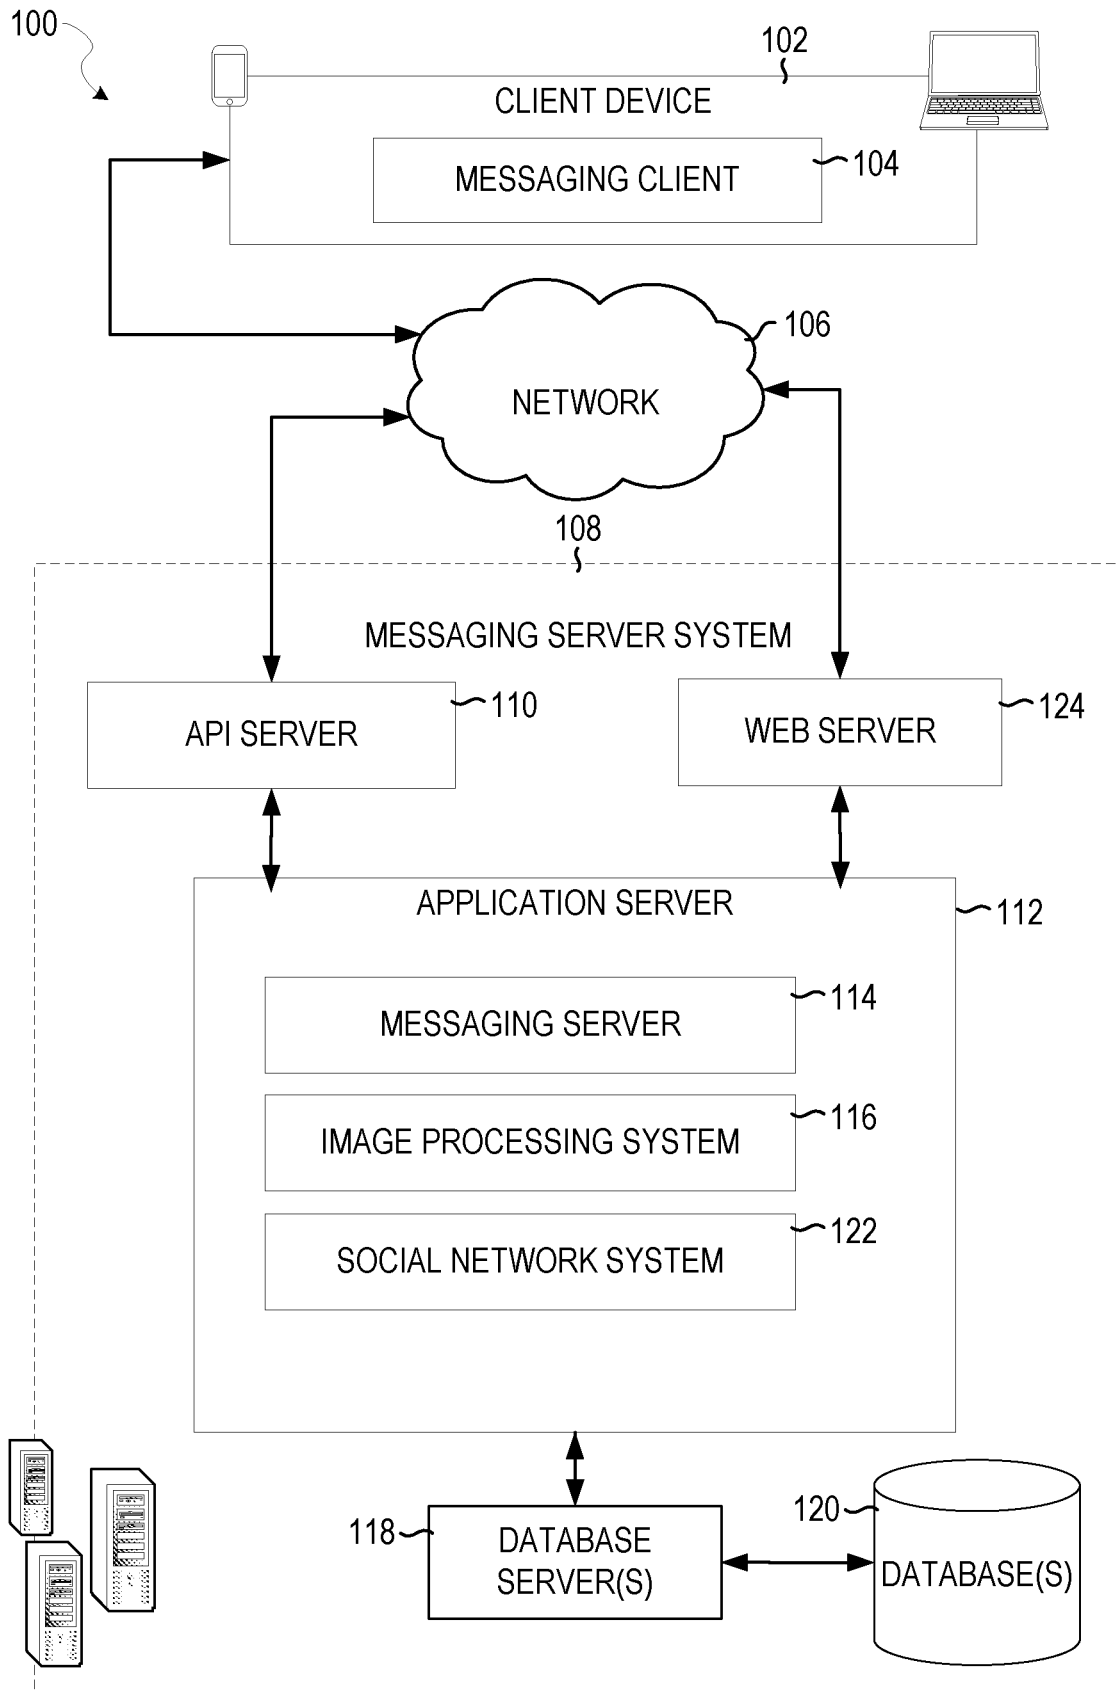 100
102
CLIENT DEVICE
MESSAGING CLIENT
104
106
NETWORK
108
MESSAGING SERVER SYSTEM
API SERVER
110
WEB SERVER
124
APPLICATION SERVER
112
MESSAGING SERVER
114
IMAGE PROCESSING SYSTEM
116
SOCIAL NETWORK SYSTEM
122
118
DATABASE
SERVER(S)
120
DATABASE(S)